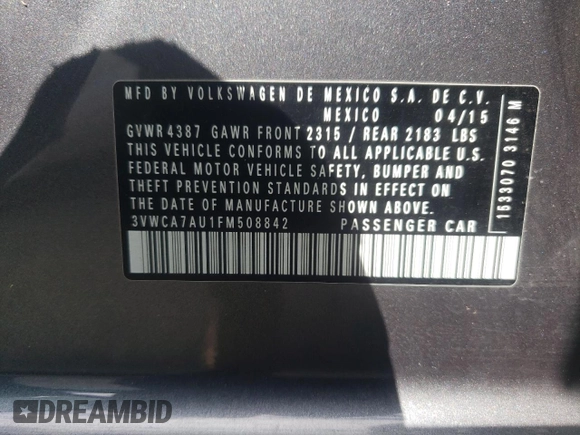 MFD BY VOLKSWAGEN DE MEXICO S.A. DE C.V.
MEXICO 04/15
GVWR 4387 GAWR FRONT 2315 / REAR 2183 LBS
THIS VEHICLE CONFORMS TO ALL APPLICABLE U.S.
FEDERAL MOTOR VEHICLE SAFETY, BUMPER AND
THEFT PREVENTION STANDARDS IN EFFECT ON
THE DATE OF MANUFACTURE SHOWN ABOVE.
3VWCA7AU1FM508842 PASSENGER CAR
1533070 3146 M
DREAMBID